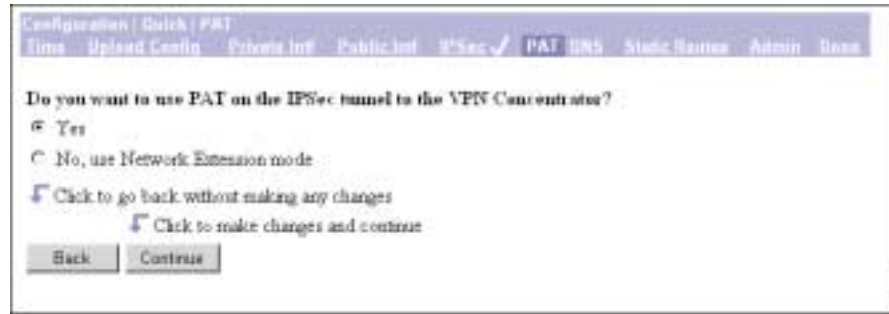 Configuration | Quick | PAT
Time Upload Config Private Intf Public Intf IPSec PAT DNS Static Routes Admin Done
Do you want to use PAT on the IPSec tunnel to the VPN Concentrator?
Yes
No, use Network Extension mode
Click to go back without making any changes
Click to make changes and continue
Back Continue